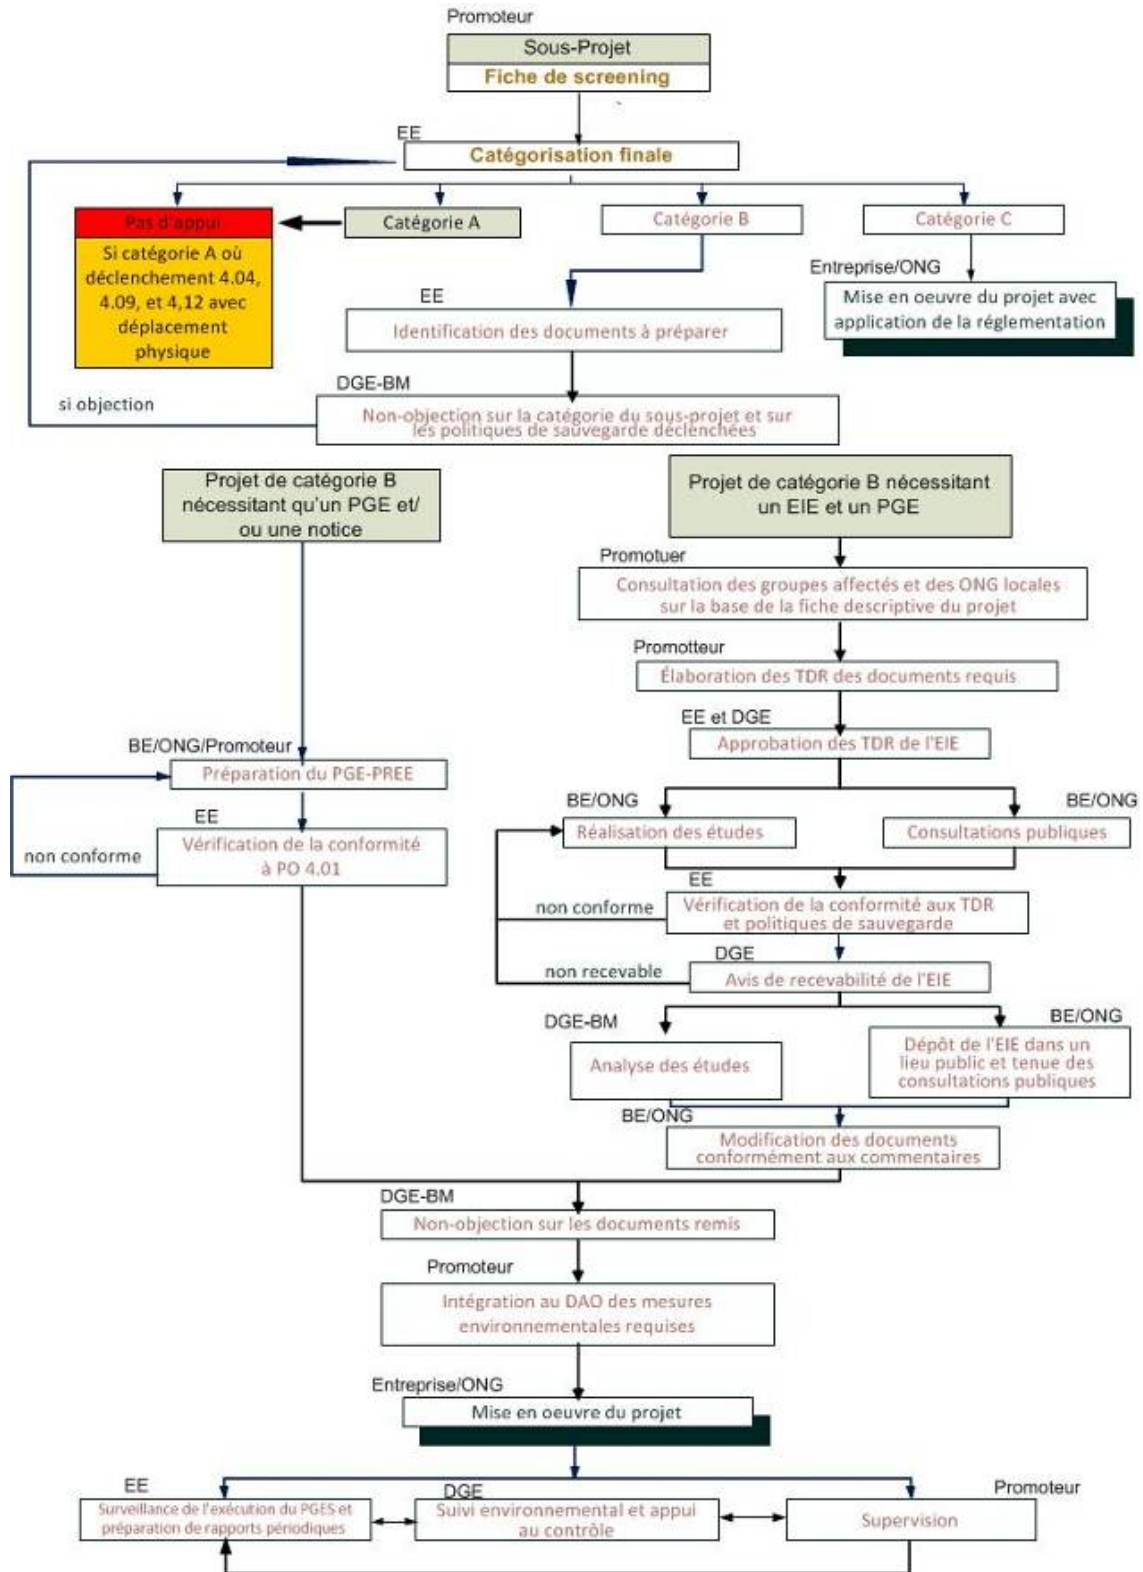 Promoteur
Sous-Projet
Fiche de screening
EE
Catégorisation finale
Pas d'appui
Catégorie A
Catégorie B
Catégorie C
Si catégorie A où
déclenchement 4.04,
4.09, et 4,12 avec
déplacement
physique
Entreprise/ONG
Mise en oeuvre du projet avec
application de la réglementation
EE
Identification des documents à préparer
DGE-BM
si objection
Non-objection sur la catégorie du sous-projet et sur
les politiques de sauvegarde déclenchées
Projet de catégorie B
nécessitant qu'un PGE et/
ou une notice
Projet de catégorie B nécessitant
un EIE et un PGE
Promotuer
Consultation des groupes affectés et des ONG locales
sur la base de la fiche descriptive du projet
Promotteur
Élaboration des TDR des documents requis
EE et DGE
Approbation des TDR de l'EIE
BE/ONG/Promoteur
Préparation du PGE-PREE
EE
non conforme
Vérification de la conformité
à PO 4.01
BE/ONG
Réalisation des études
BE/ONG
Consultations publiques
EE
non conforme
Vérification de la conformité aux TDR
et politiques de sauvegarde
DGE
non recevable
Avis de recevabilité de l'EIE
DGE-BM
Analyse des études
BE/ONG
Dépôt de l'EIE dans un
lieu public et tenue des
consultations publiques
BE/ONG
Modification des documents
conformément aux commentaires
DGE-BM
Non-objection sur les documents remis
Promoteur
Intégration au DAO des mesures
environnementales requises
Entreprise/ONG
Mise en oeuvre du projet
EE
Surveillance de l'exécution du PGES et
préparation de rapports périodiques
DGE
Suivi environnemental et appui
au contrôle
Promoteur
Supervision